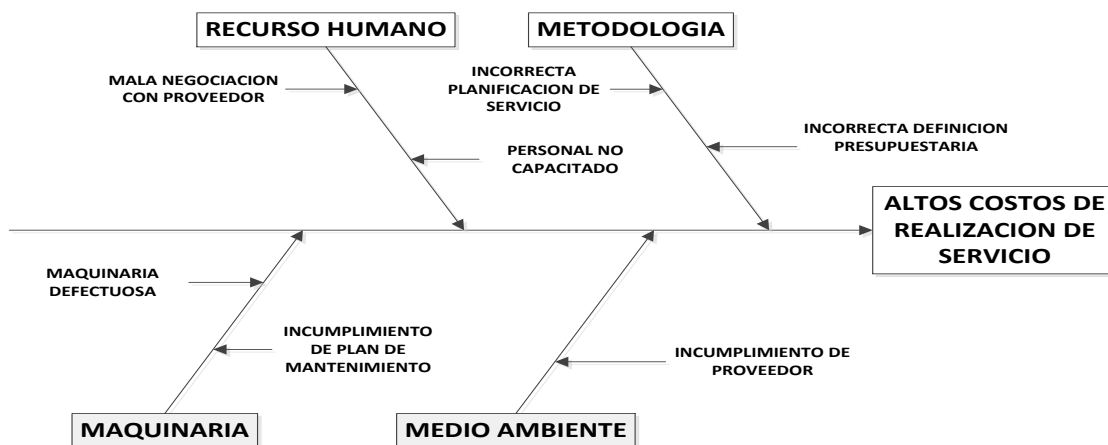 RECURSO HUMANO
METODOLOGIA
MALA NEGOCIACION
CON PROVEEDOR
INCORRECTA
PLANIFICACION DE
SERVICIO
PERSONAL NO
CAPACITADO
INCORRECTA DEFINICION
PRESUPUESTARIA
ALTOS COSTOS DE
REALIZACION DE
SERVICIO
MAQUINARIA
DEFECTUOSA
INCUMPLIMIENTO
DE PLAN DE
MANTENIMIENTO
INCUMPLIMIENTO DE
PROVEEDOR
MAQUINARIA
MEDIO AMBIENTE